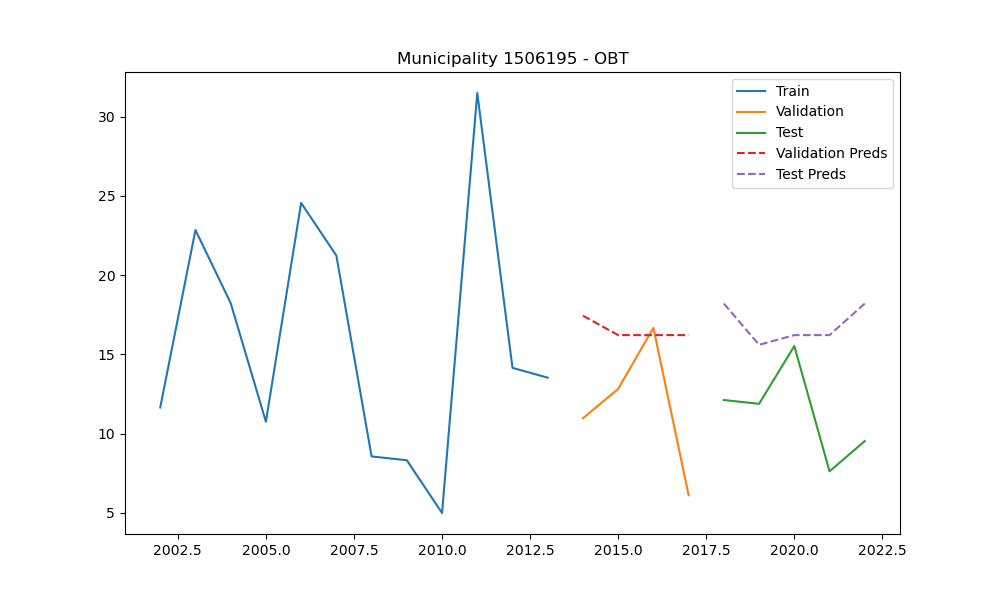 Municipality 1506195 - OBT
Train
Validation
Test
Validation Preds
Test Preds
30
25
20
15
10
5
2002.5 2005.0 2007.5 2010.0 2012.5 2015.0 2017.5 2020.0 2022.5